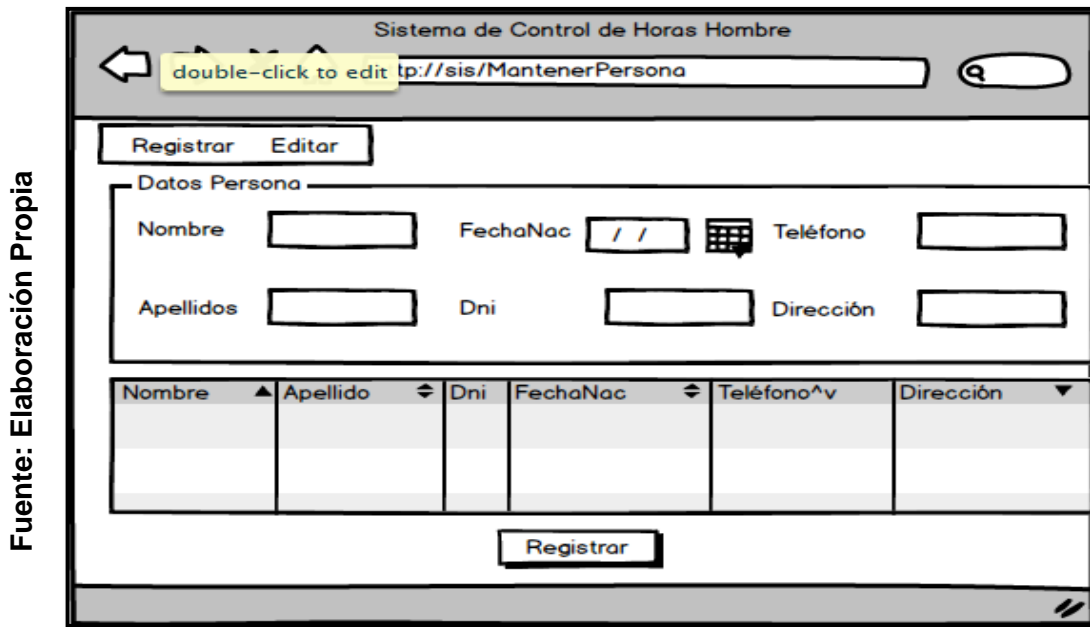 Fuente: Elaboración Propia
Sistema de Control de Horas Hombre
double-click to edit
tp://sis/MantenerPersona
Registrar Editar
Datos Persona
Nombre FechaNac / / Teléfono
Apellidos Dni Dirección
Nombre Apellido Dni FechaNac Teléfono^v Dirección
Registrar